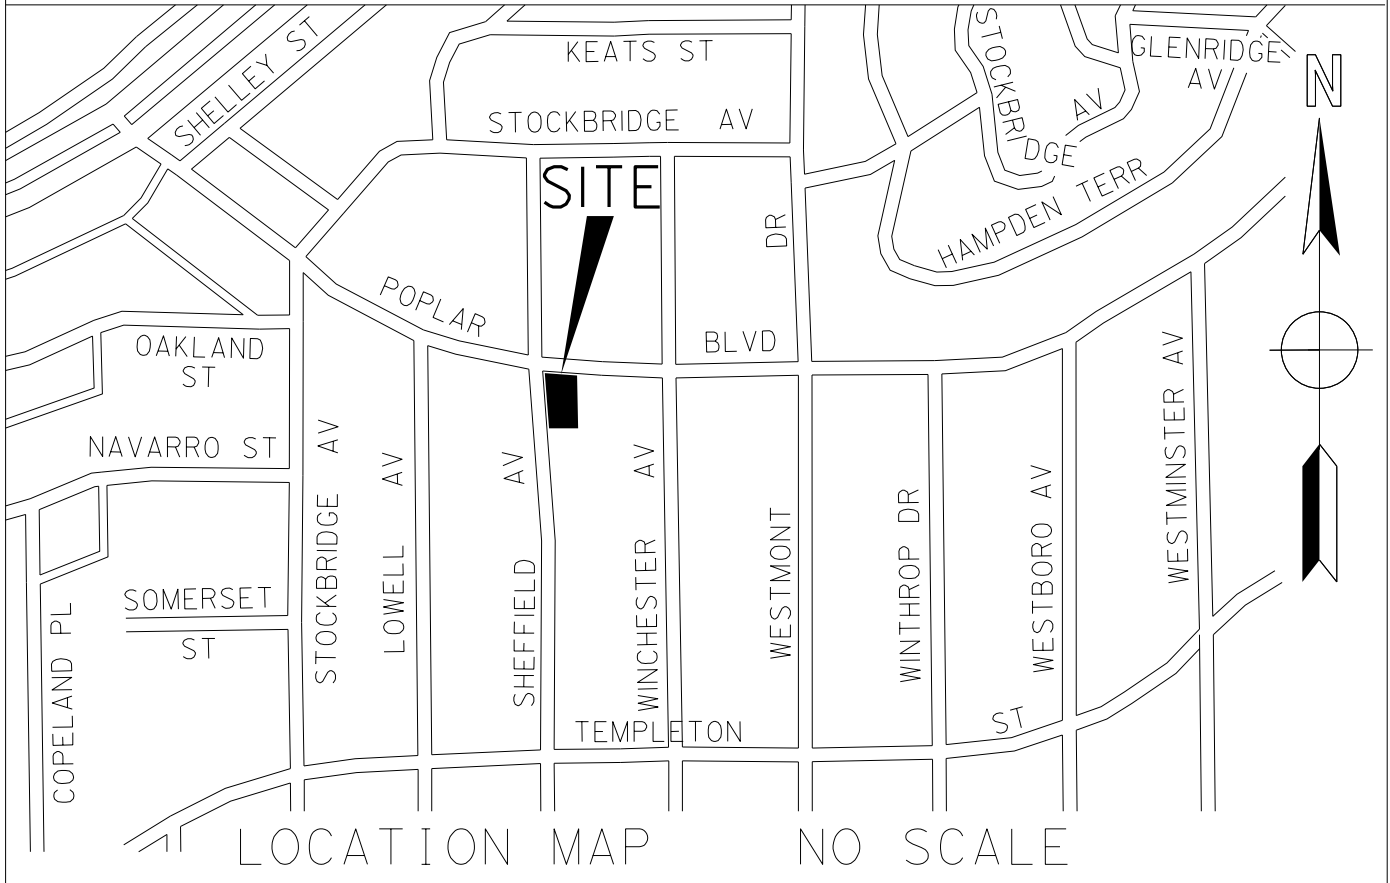 SHELLEY ST
KEATS ST
STOCKBRIDGE AV
STOCKBRIDGE AV
GLENRIDGE
AV
N
SITE
HAMPDEN TERR
DR
POPLAR BLVD
OAKLAND
ST
NAVARRO ST
STOCKBRIDGE AV
LOWELL AV
SHEFFIELD AV
WINCHESTER AV
WESTMONT
WINTHROP DR
WESTBORO AV
WESTMINSTER AV
SOMERSET
ST
COPELAND PL
TEMPLETON ST
LOCATION MAP NO SCALE